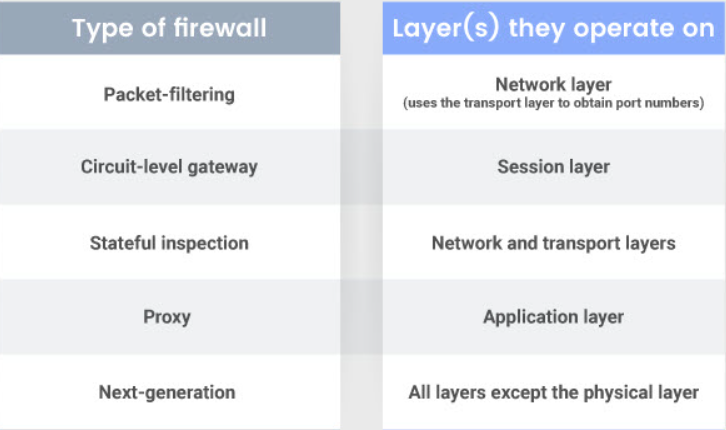 Type of firewall
Layer(s) they operate on
Packet-filtering
Network layer
(uses the transport layer to obtain port numbers)
Circuit-level gateway
Session layer
Stateful inspection
Network and transport layers
Proxy
Application layer
Next-generation
All layers except the physical layer